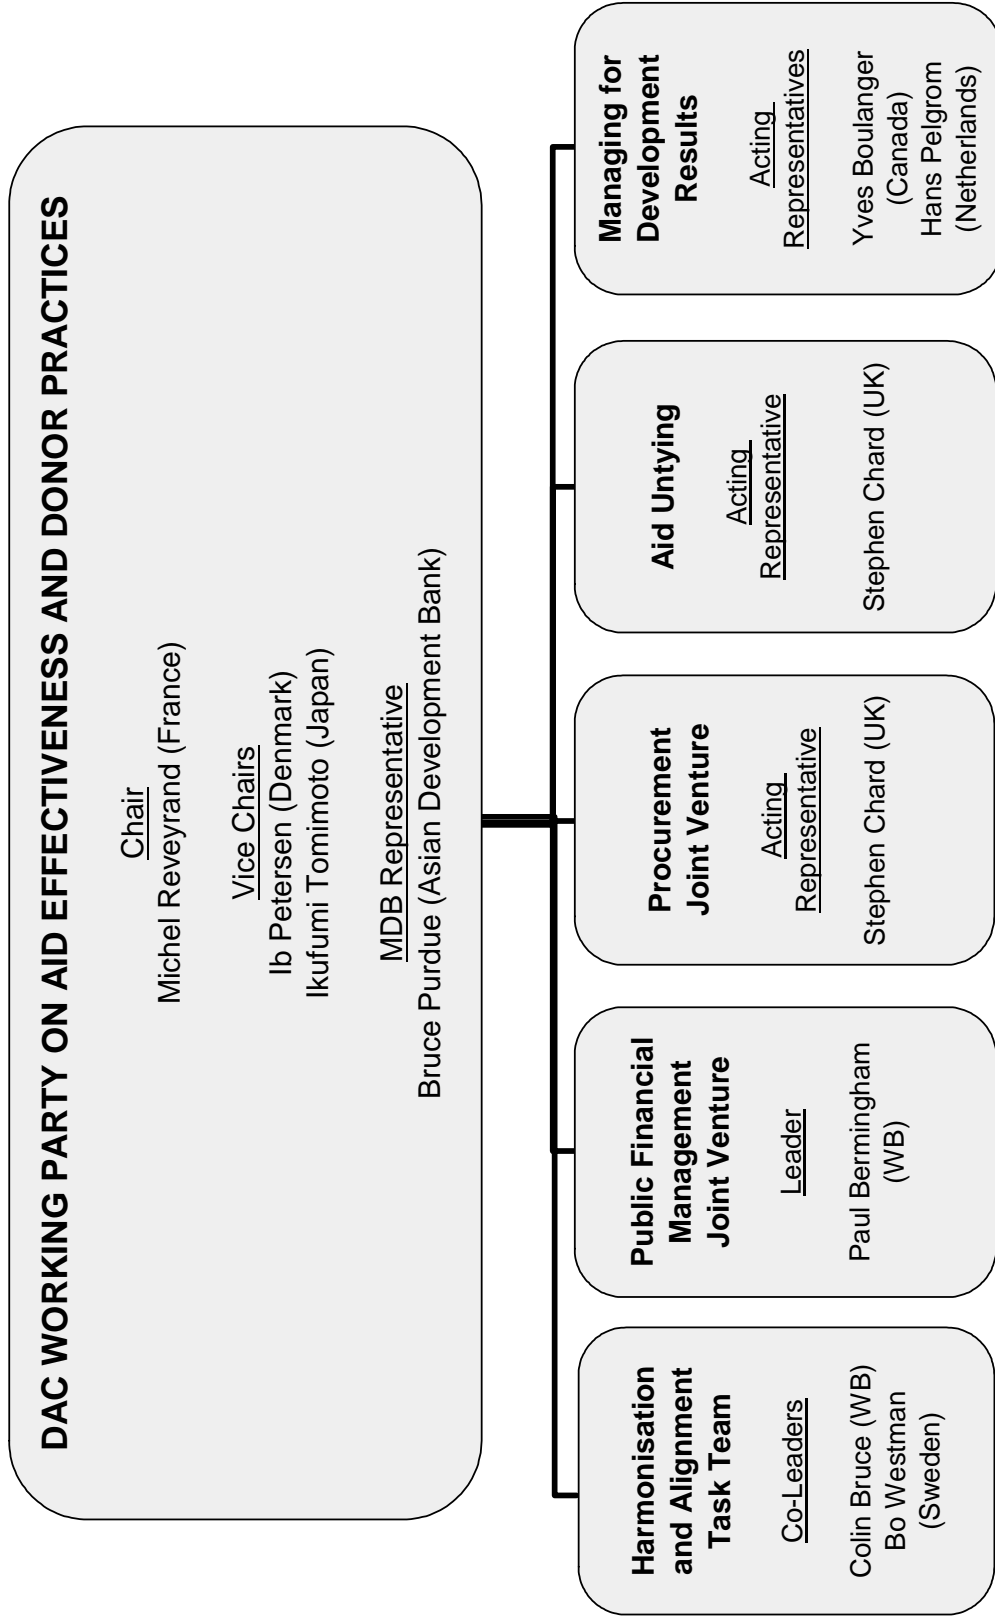 DAC WORKING PARTY ON AID EFFECTIVENESS AND DONOR PRACTICES
Chair
Michel Reveyrand (France)
Vice Chairs
Ib Petersen (Denmark)
Ikufumi Tomimoto (Japan)
MDB Representative
Bruce Purdue (Asian Development Bank)
Harmonisation
and Alignment
Task Team
Co-Leaders
Colin Bruce (WB)
Bo Westman
(Sweden)
Public Financial
Management
Joint Venture
Leader
Paul Bermingham
(WB)
Procurement
Joint Venture
Acting
Representative
Stephen Chard (UK)
Aid Untying
Acting
Representative
Stephen Chard (UK)
Managing for
Development
Results
Acting
Representatives
Yves Boulanger
(Canada)
Hans Pelgrom
(Netherlands)